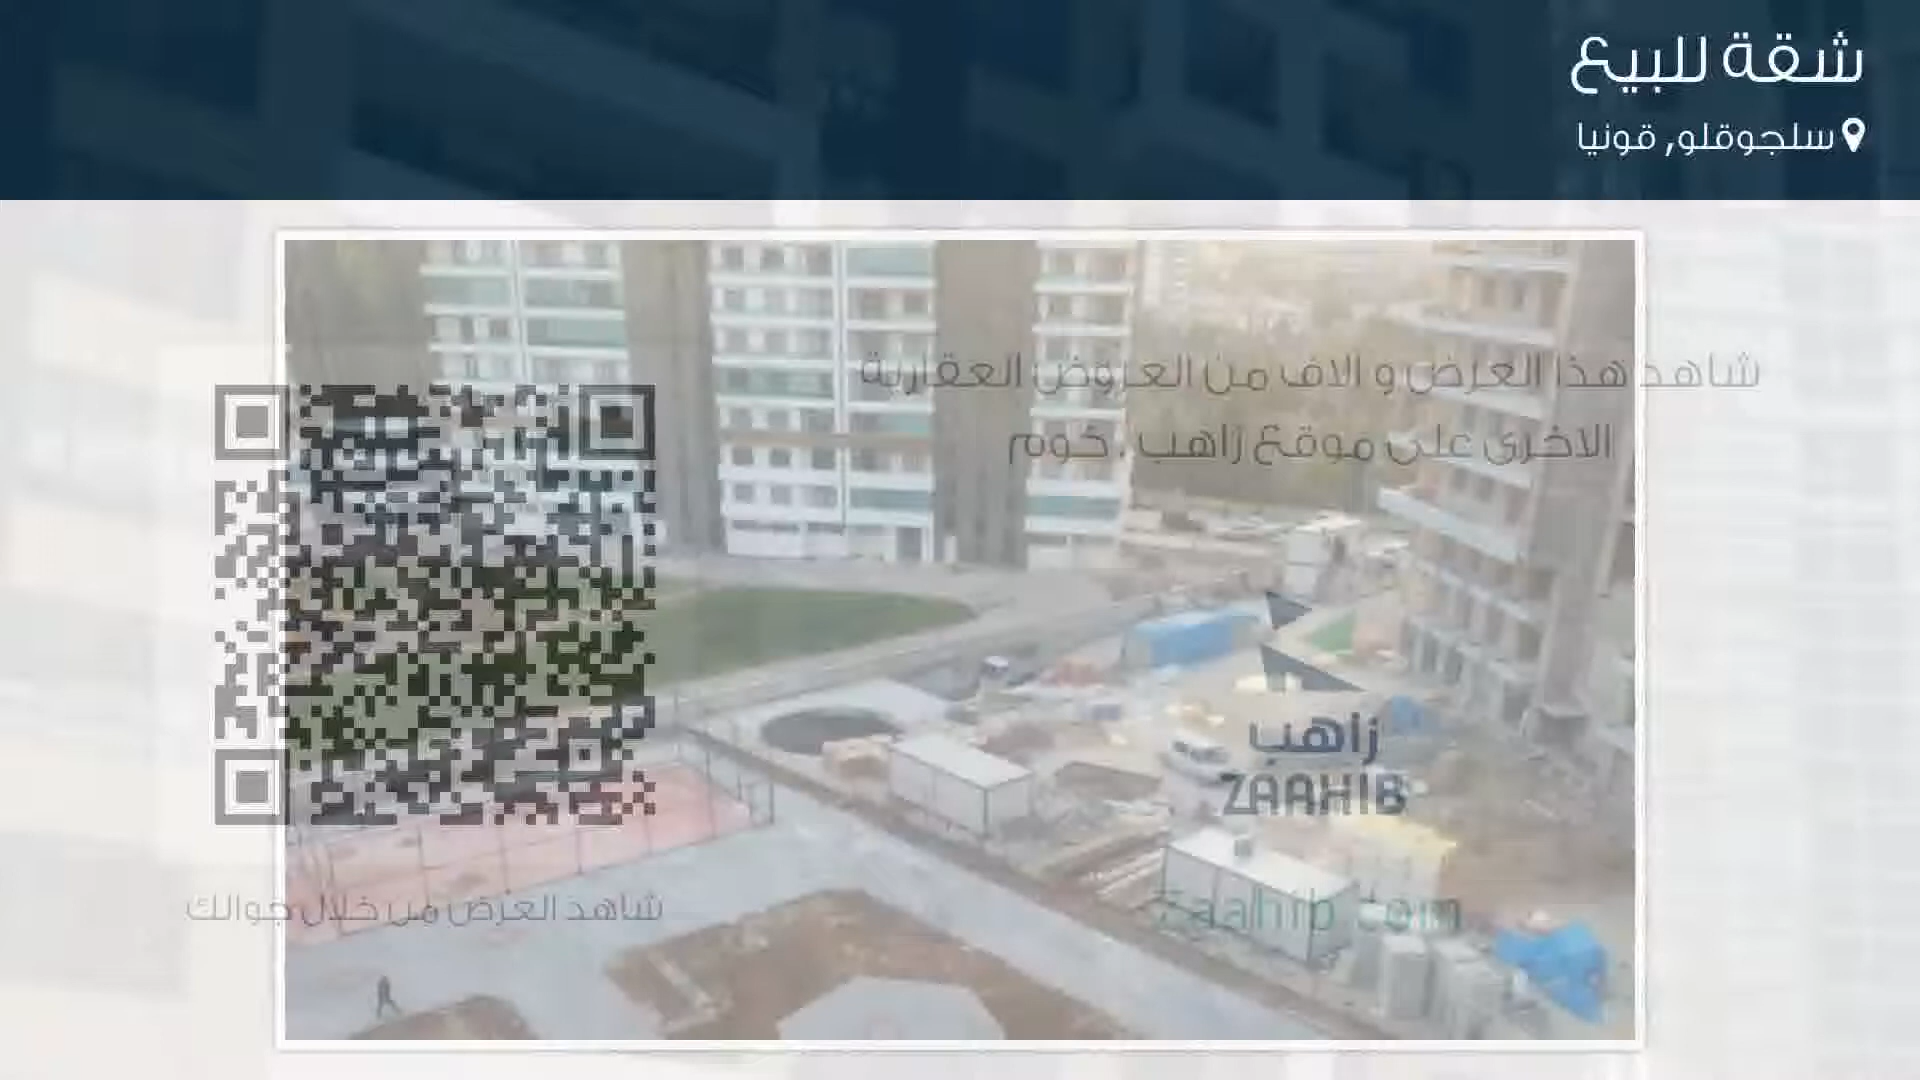 شقة للبيع
سلجوقلو, قونيا
شاهد هذا العرض و الاف من العروض العقارية
الاخرى على موقع زاهب . كوم
زاهب
ZAAHIB
zaahib.com
شاهد العرض من خلال جوالك